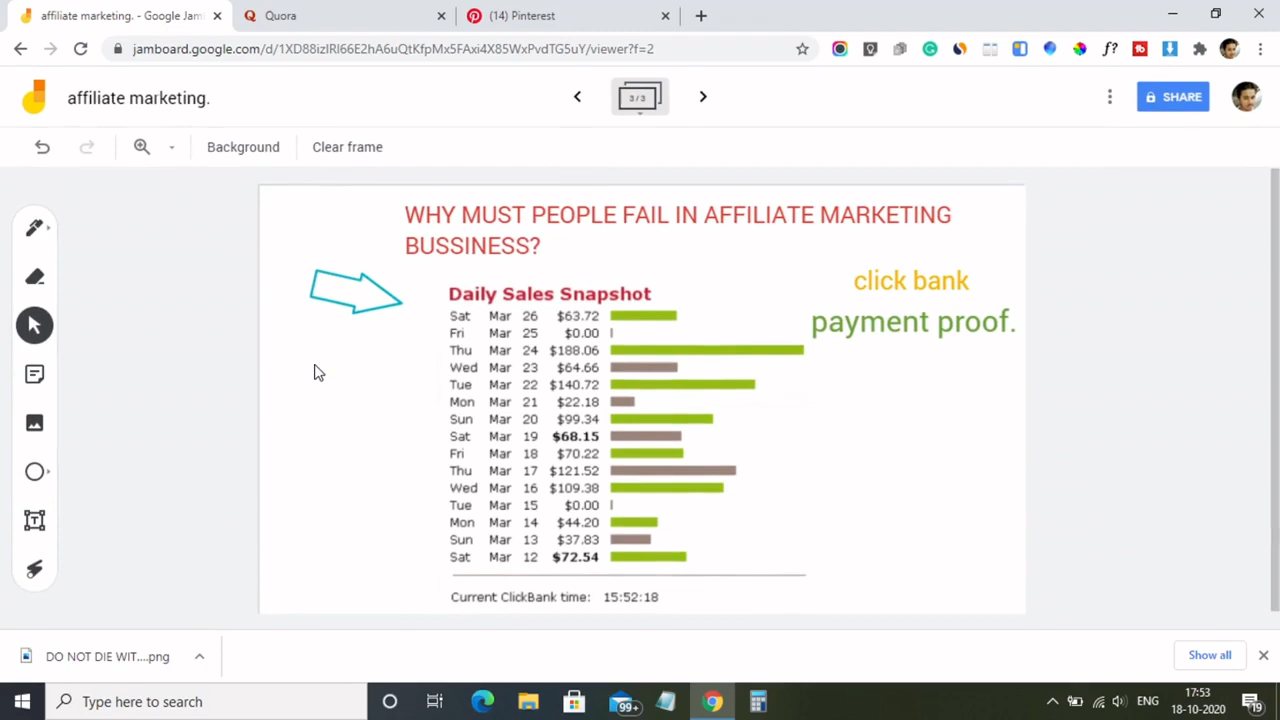 affiliate marketing. - Google Jam
Quora
(14) Pinterest
jamboard.google.com/d/1XD88izIRl66E2hA6uQtKfpMx5FAxi4X85WxPvdTG5uY/viewer?f=2
affiliate marketing.
3/3
SHARE
Background
Clear frame
WHY MUST PEOPLE FAIL IN AFFILIATE MARKETING
BUSSINESS?
click bank
payment proof.
Daily Sales Snapshot
Sat Mar 26 $63.72
Fri Mar 25 $0.00
Thu Mar 24 $188.06
Wed Mar 23 $64.66
Tue Mar 22 $140.72
Mon Mar 21 $22.18
Sun Mar 20 $99.34
Sat Mar 19 $68.15
Fri Mar 18 $70.22
Thu Mar 17 $121.52
Wed Mar 16 $109.38
Tue Mar 15 $0.00
Mon Mar 14 $44.20
Sun Mar 13 $37.83
Sat Mar 12 $72.54
Current ClickBank time: 15:52:18
DO NOT DIE WIT....png
Show all
Type here to search
99+
ENG
17:53
18-10-2020
19